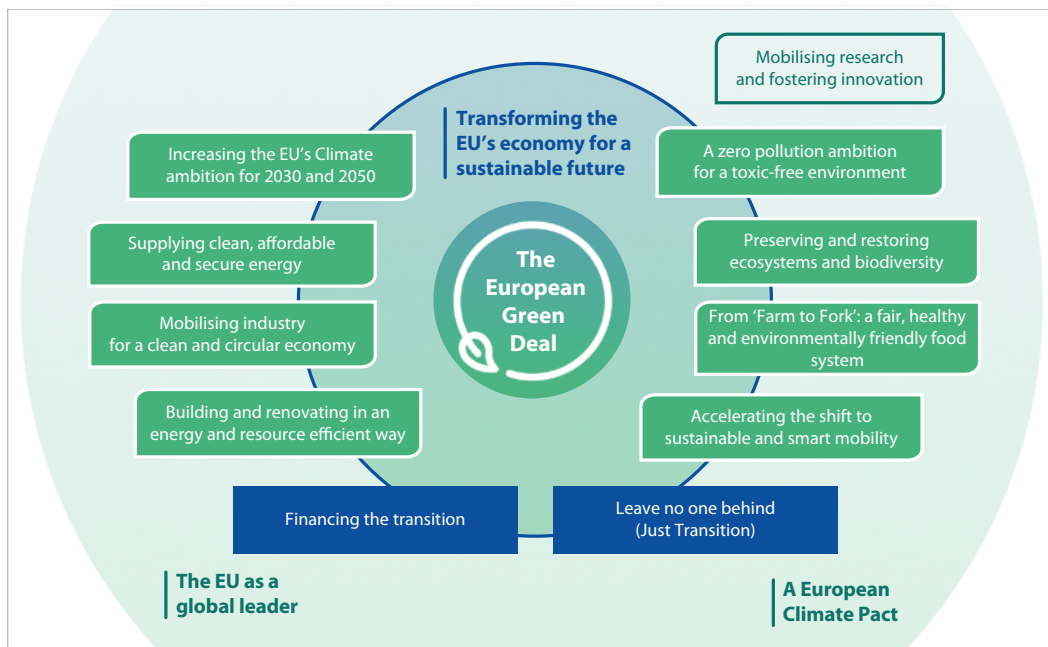 Mobilising research
and fostering innovation
Transforming the
EU’s economy for a
sustainable future
Increasing the EU’s Climate
ambition for 2030 and 2050
A zero pollution ambition
for a toxic-free environment
Supplying clean, affordable
and secure energy
Preserving and restoring
ecosystems and biodiversity
The
European
Green
Deal
Mobilising industry
for a clean and circular economy
From ‘Farm to Fork’: a fair, healthy
and environmentally friendly food
system
Building and renovating in an
energy and resource efficient way
Accelerating the shift to
sustainable and smart mobility
Financing the transition
Leave no one behind
(Just Transition)
The EU as a
global leader
A European
Climate Pact